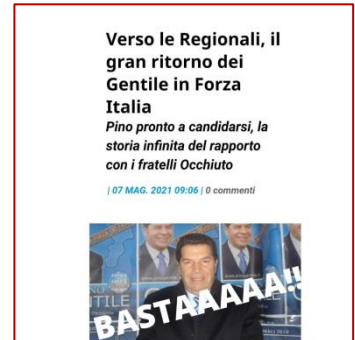 Verso le Regionali, il
gran ritorno dei
Gentile in Forza
Italia
Pino pronto a candidarsi, la
storia infinita del rapporto
con i fratelli Occhiuto
| 07 MAG. 2021 09:06 | 0 commenti
NTILE
BASTAAAAA!!